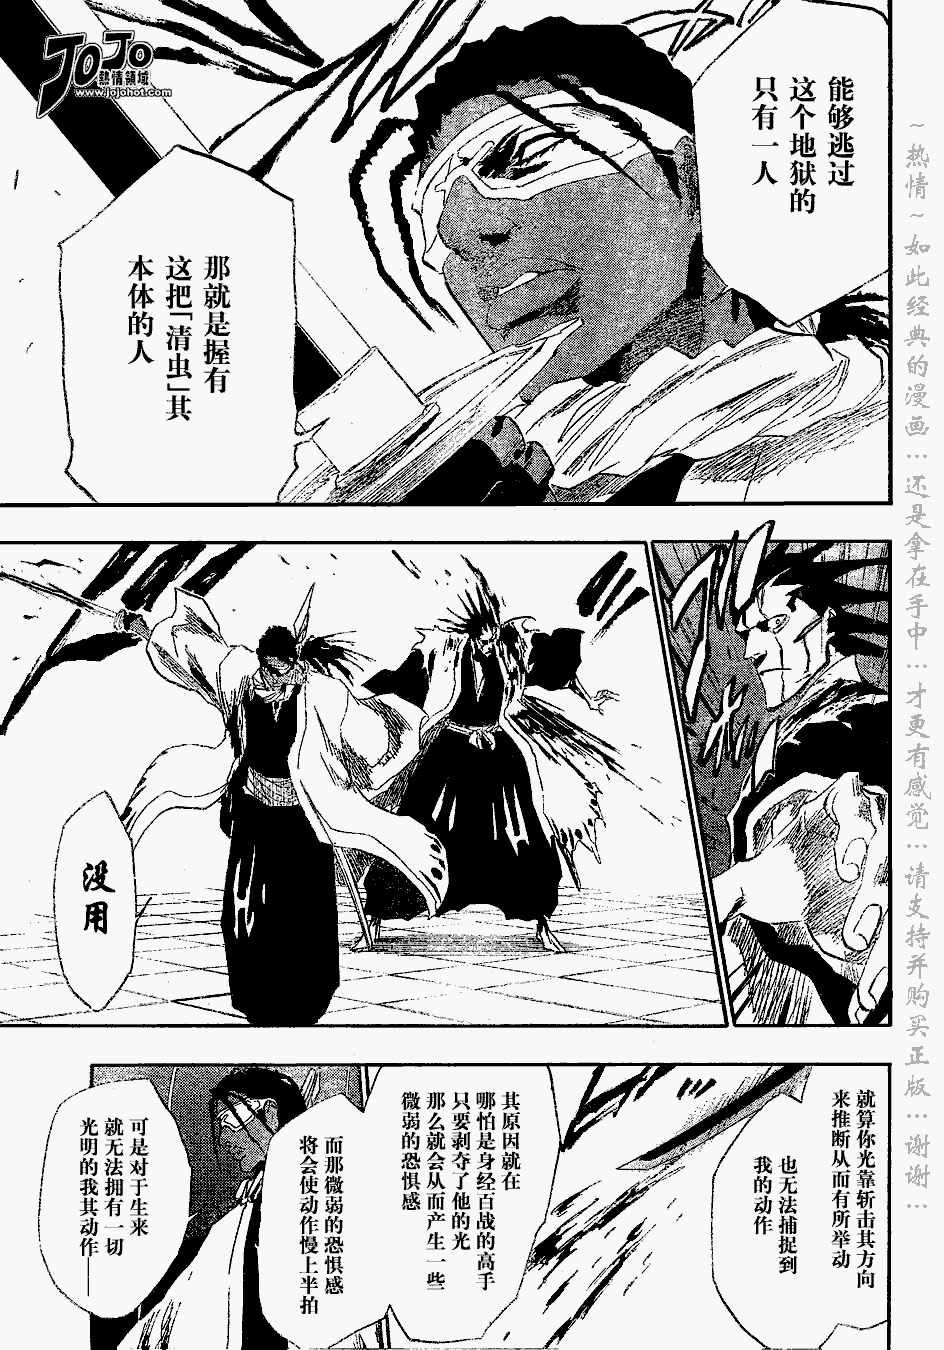 JOJO
熱情領域
www.jojohot.com
能够逃过
这个地狱的
只有一人
那就是握有
这把「清虫」其
本体的人
没用
就算你光靠斩击其方向
来推断从而有所举动
也无法捕捉到
我的动作
其原因就在
哪怕是身经百战的高手
只要剥夺了他的光
那么就会从而产生一些
微弱的恐惧感
而那微弱的恐惧感
将会使动作慢上半拍
可是对于生来
就无法拥有一切
光明的我其动作——
~热情~如此经典的漫画…还是拿在手中…才更有感觉…请支持并购买正版…谢谢…